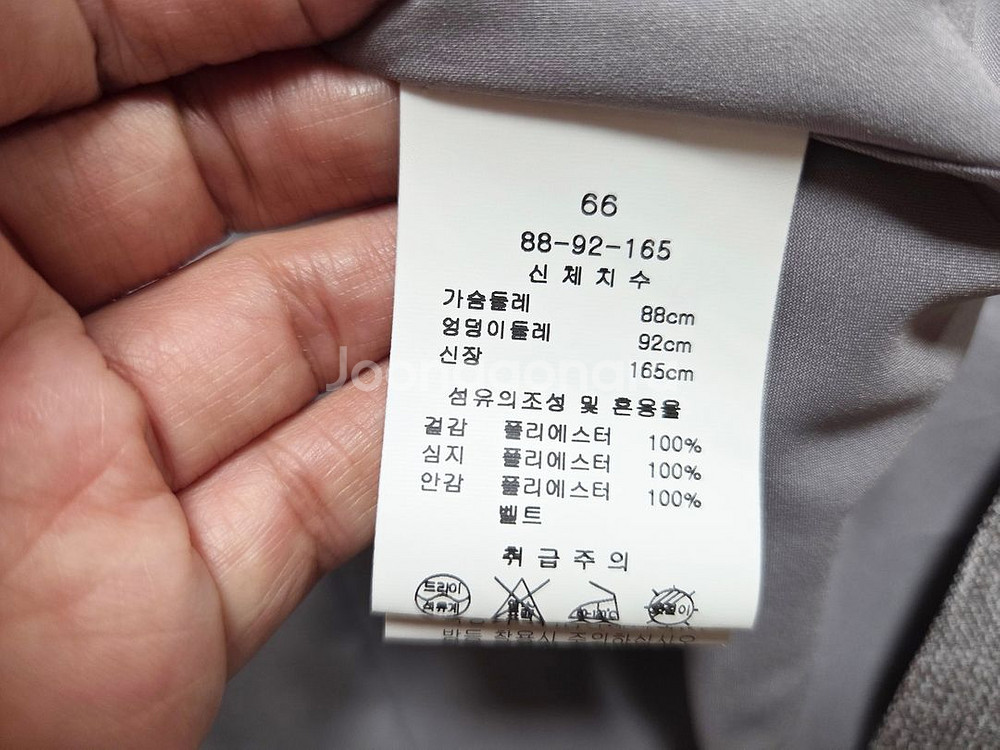 66
88-92-165
신체치수
가슴둘레 88cm
엉덩이둘레 92cm
신장 165cm
섬유의조성 및 혼용율
겉감 폴리에스터 100%
심지 폴리에스터 100%
안감 폴리에스터 100%
벨트
취급주의
드라이
석유계